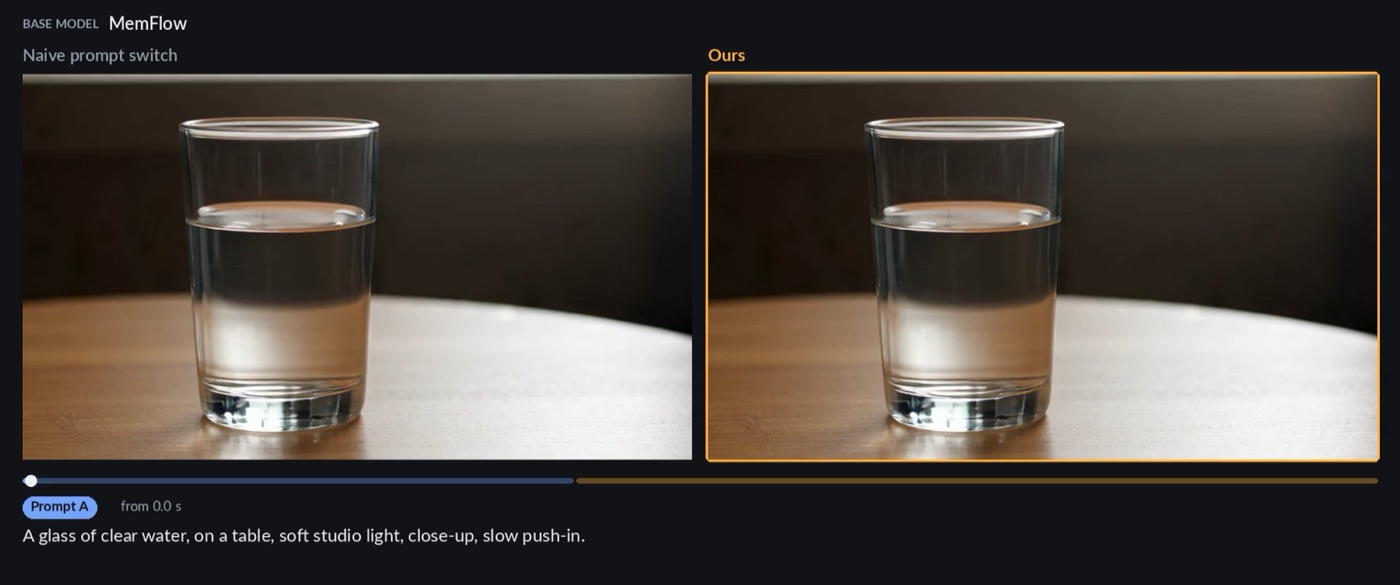 BASE MODEL MemFlow
Naive prompt switch
Ours
Prompt A from 0.0 s
A glass of clear water, on a table, soft studio light, close-up, slow push-in.